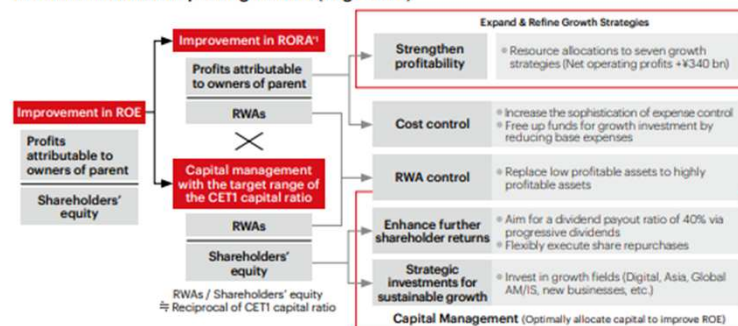 Improvement in ROE
Profits
attributable to
owners of parent
Shareholders'
equity
Improvement in RORA*1
Profits attributable
to owners of parent
RWAs
Capital management
with the target range of
the CET1 capital ratio
RWAs
Shareholders'
equity
RWAs / Shareholders' equity
≒ Reciprocal of CET1 capital ratio
Expand & Refine Growth Strategies
Strengthen
profitability
Resource allocations to seven growth
strategies (Net operating profits +¥340 bn)
Cost control
Increase the sophistication of expense control
Free up funds for growth investment by
reducing base expenses
RWA control
Replace low profitable assets to highly
profitable assets
Enhance further
shareholder returns
Aim for a dividend payout ratio of 40% via
progressive dividends
Flexibly execute share repurchases
Strategic
investments for
sustainable growth
Invest in growth fields (Digital, Asia, Global
AM/IS, new businesses, etc.)
Capital Management (Optimally allocate capital to improve ROE)